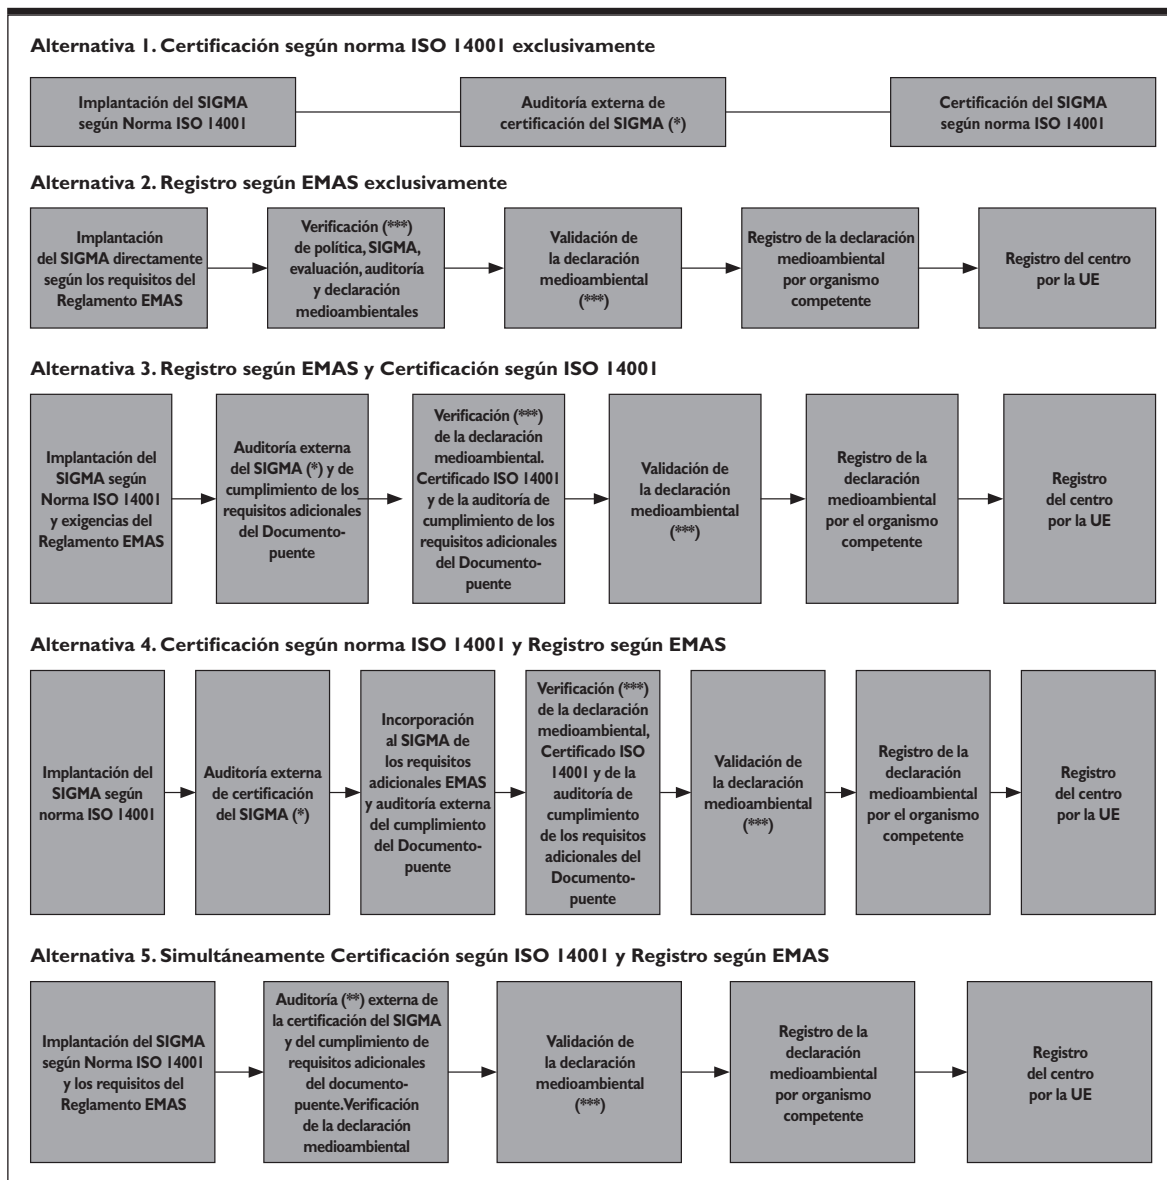 Alternativa 1. Certificación según norma ISO 14001 exclusivamente
Implantación del SIGMA
según Norma ISO 14001
Auditoría externa de
certificación del SIGMA (*)
Certificación del SIGMA
según norma ISO 14001
Alternativa 2. Registro según EMAS exclusivamente
Implantación
del SIGMA directamente
según los requisitos del
Reglamento EMAS
Verificación (***)
de política, SIGMA,
evaluación, auditoría
y declaración
medioambientales
Validación de
la declaración
medioambiental
(***)
Registro de la declaración
medioambiental
por organismo
competente
Registro del centro
por la UE
Alternativa 3. Registro según EMAS y Certificación según ISO 14001
Implantación del
SIGMA según
Norma ISO 14001
y exigencias del
Reglamento EMAS
Auditoría externa
del SIGMA (*) y de
cumplimiento de los
requisitos adicionales
del Documento-
puente
Verificación (***)
de la declaración
medioambiental.
Certificado ISO 14001
y de la auditoría de
cumplimiento de los
requisitos adicionales
del Documento-
puente
Validación de
la declaración
medioambiental
(***)
Registro de la
declaración
medioambiental
por el organismo
competente
Registro
del centro
por la UE
Alternativa 4. Certificación según norma ISO 14001 y Registro según EMAS
Implantación del
SIGMA según
norma ISO 14001
Auditoría externa
de certificación
del SIGMA (*)
Incorporación
al SIGMA de
los requisitos
adicionales EMAS
y auditoría externa
del cumplimiento
del Documento-
puente
Verificación (***)
de la declaración
medioambiental,
Certificado ISO
14001 y de la
auditoría de
cumplimiento
de los requisitos
adicionales del
Documento-
puente
Validación de
la declaración
medioambiental
(***)
Registro de la
declaración
medioambiental
por el organismo
competente
Registro
del centro
por la UE
Alternativa 5. Simultáneamente Certificación según ISO 14001 y Registro según EMAS
Implantación del SIGMA
según Norma ISO 14001
y los requisitos del
Reglamento EMAS
Auditoría (**) externa de
la certificación del SIGMA
y del cumplimiento de
requisitos adicionales
del documento-
puente. Verificación
de la declaración
medioambiental
Validación de
la declaración
medioambiental
(***)
Registro de la
declaración
medioambiental
por organismo
competente
Registro
del centro
por la UE